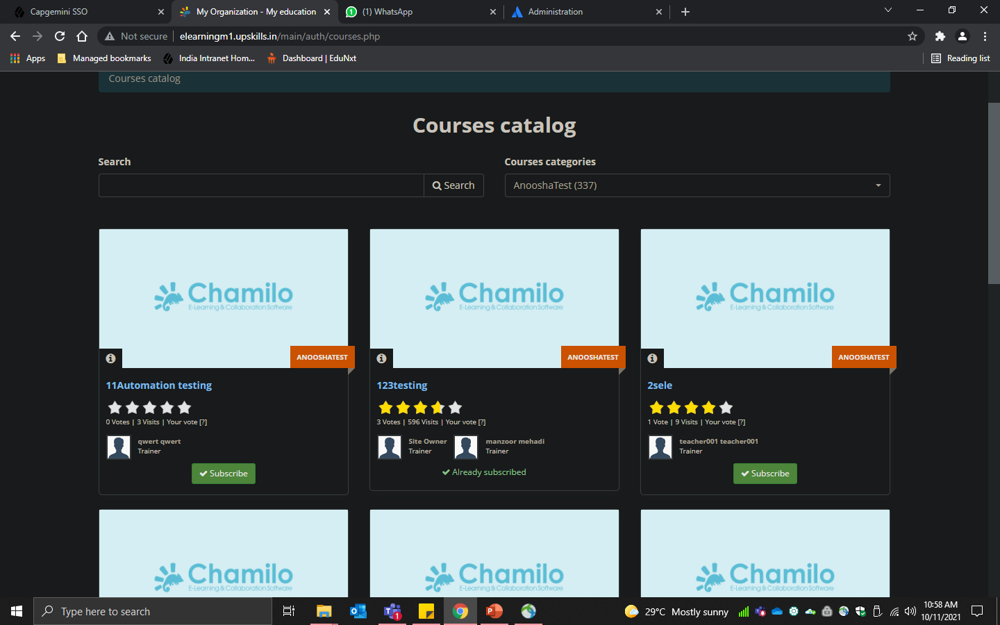 Capgemini SSO
My Organization - My education
(1) WhatsApp
Administration
Not secure
elearningm1.upskills.in/main/auth/courses.php
Apps
Managed bookmarks
India Intranet Hom...
Dashboard | EduNxt
Reading list
Courses catalog
Courses catalog
Search
Courses categories
Search
AnooshaTest (337)
Chamilo
E-Learning & Collaboration Software
Chamilo
E-Learning & Collaboration Software
Chamilo
E-Learning & Collaboration Software
ANOOSHATEST
ANOOSHATEST
ANOOSHATEST
11Automation testing
0 Votes | 3 Visits | Your vote [?]
qwert qwert
Trainer
Subscribe
123testing
3 Votes | 596 Visits | Your vote [?]
Site Owner
Trainer
manzoor mehadi
Trainer
Already subscribed
2sele
1 Vote | 9 Visits | Your vote [?]
teacher001 teacher001
Trainer
Subscribe
Chamilo
E-Learning & Collaboration Software
Chamilo
E-Learning & Collaboration Software
Chamilo
E-Learning & Collaboration Software
Type here to search
1
29°C Mostly sunny
10:58 AM
10/11/2021